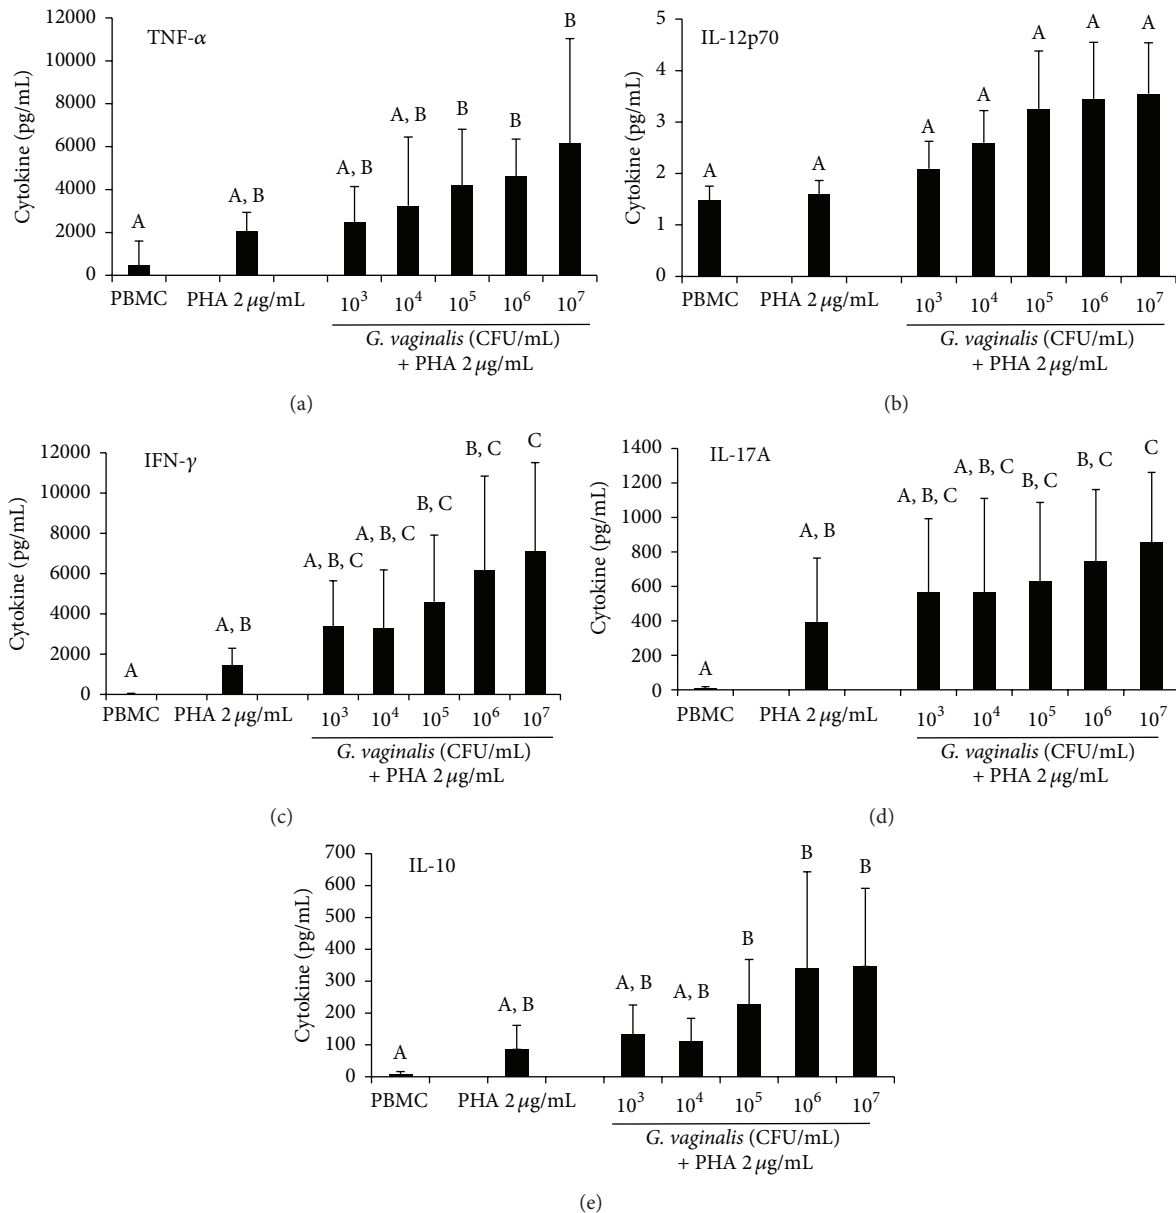 TNF-α
Cytokine (pg/mL)
12000
10000
8000
6000
4000
2000
0
A
A, B
A, B
A, B
B
B
B
PBMC PHA 2 μg/mL 10³ 10⁴ 10⁵ 10⁶ 10⁷
G. vaginalis (CFU/mL)
+ PHA 2 μg/mL
(a)
IL-12p70
Cytokine (pg/mL)
5
4
3
2
1
0
A
A
A
A
A
A
A
PBMC PHA 2 μg/mL 10³ 10⁴ 10⁵ 10⁶ 10⁷
G. vaginalis (CFU/mL)
+ PHA 2 μg/mL
(b)
IFN-γ
Cytokine (pg/mL)
12000
10000
8000
6000
4000
2000
0
A
A, B
A, B, C
A, B, C
B, C
B, C
C
PBMC PHA 2 μg/mL 10³ 10⁴ 10⁵ 10⁶ 10⁷
G. vaginalis (CFU/mL)
+ PHA 2 μg/mL
(c)
IL-17A
Cytokine (pg/mL)
1400
1200
1000
800
600
400
200
0
A
A, B
A, B, C
A, B, C
B, C
B, C
C
PBMC PHA 2 μg/mL 10³ 10⁴ 10⁵ 10⁶ 10⁷
G. vaginalis (CFU/mL)
+ PHA 2 μg/mL
(d)
IL-10
Cytokine (pg/mL)
700
600
500
400
300
200
100
0
A
A, B
A, B
A, B
B
B
B
PBMC PHA 2 μg/mL 10³ 10⁴ 10⁵ 10⁶ 10⁷
G. vaginalis (CFU/mL)
+ PHA 2 μg/mL
(e)